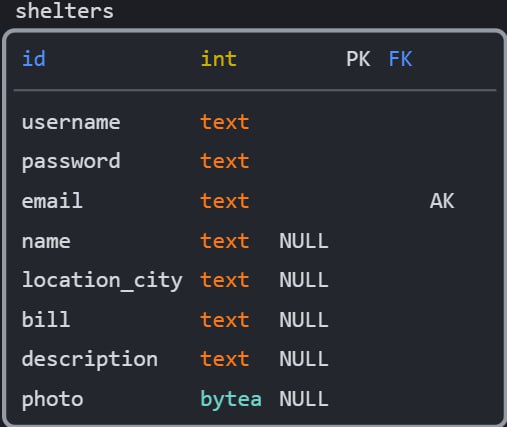 shelters
id int PK FK
username text
password text
email text AK
name text NULL
location_city text NULL
bill text NULL
description text NULL
photo bytea NULL